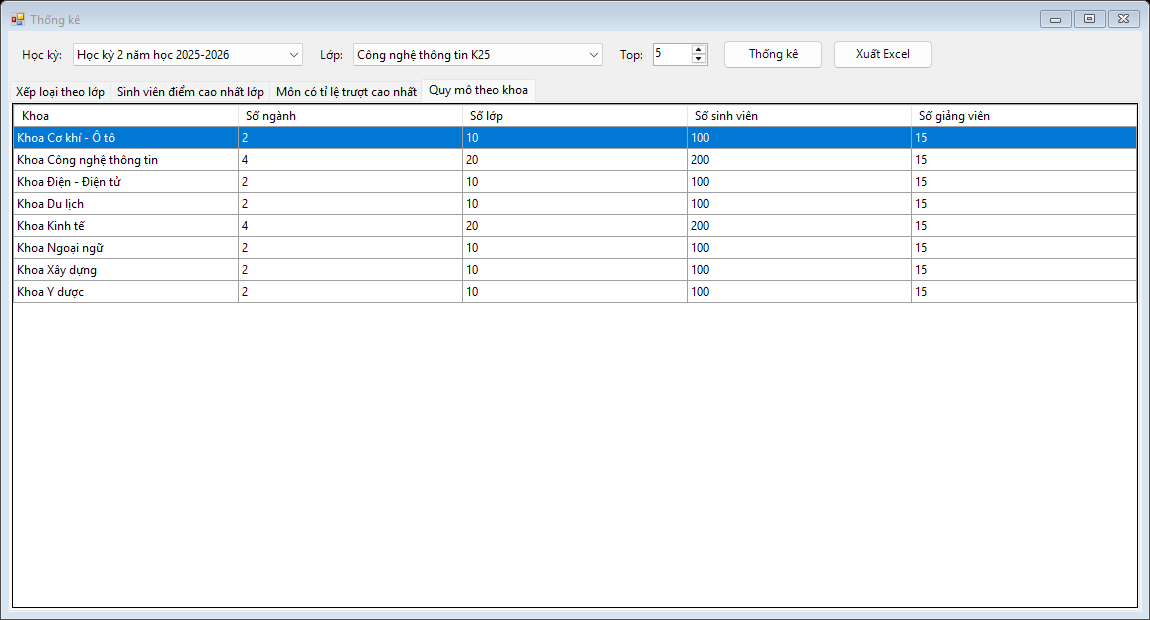 Thống kê
Học kỳ: Học kỳ 2 năm học 2025-2026 Lớp: Công nghệ thông tin K25 Top: 5 Thống kê Xuất Excel
Xếp loại theo lớp Sinh viên điểm cao nhất lớp Môn có tỉ lệ trượt cao nhất Quy mô theo khoa
Khoa Số ngành Số lớp Số sinh viên Số giảng viên
Khoa Cơ khí - Ô tô 2 10 100 15
Khoa Công nghệ thông tin 4 20 200 15
Khoa Điện - Điện tử 2 10 100 15
Khoa Du lịch 2 10 100 15
Khoa Kinh tế 4 20 200 15
Khoa Ngoại ngữ 2 10 100 15
Khoa Xây dựng 2 10 100 15
Khoa Y dược 2 10 100 15